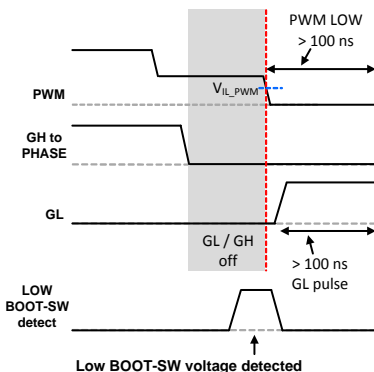 PWM LOW
> 100 ns
VIL_PWM
PWM
GH to
PHASE
GL
GL / GH
off
> 100 ns
GL pulse
LOW
BOOT-SW
detect
Low BOOT-SW voltage detected